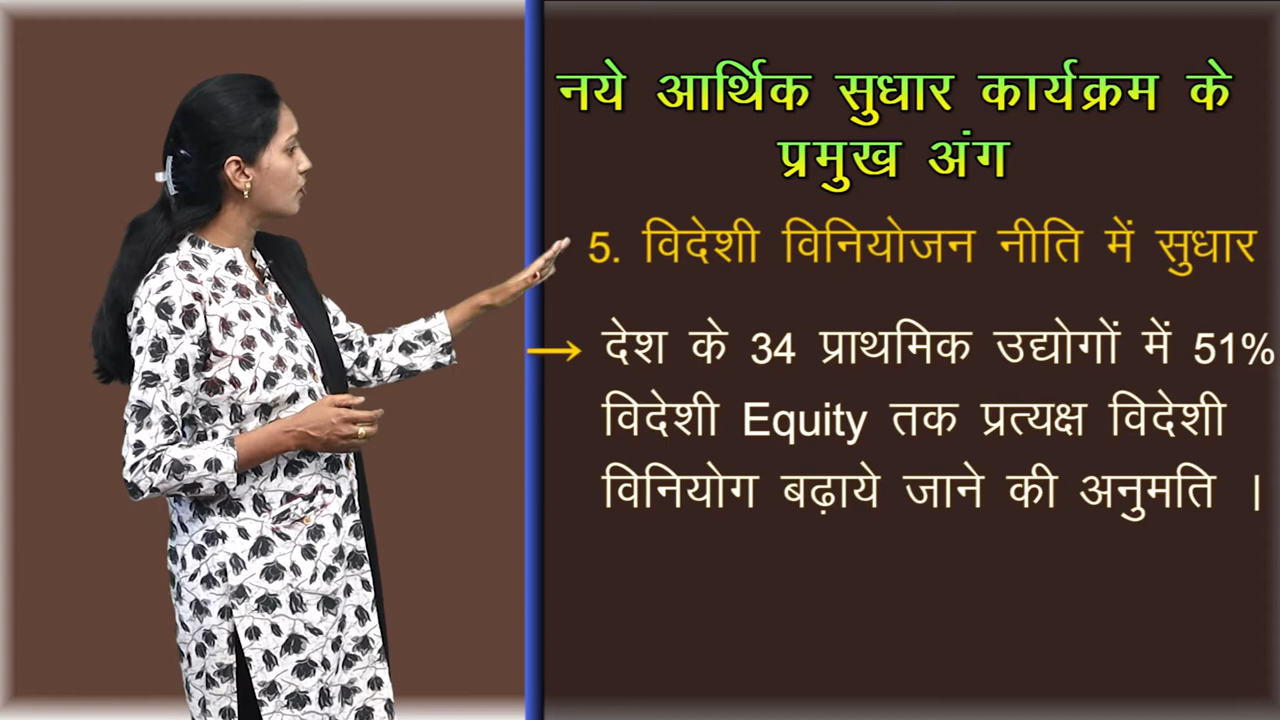 नये आर्थिक सुधार कार्यक्रम के
प्रमुख अंग
5. विदेशी विनियोजन नीति में सुधार
→ देश के 34 प्राथमिक उद्योगों में 51%
विदेशी Equity तक प्रत्यक्ष विदेशी
विनियोग बढ़ाये जाने की अनुमति ।